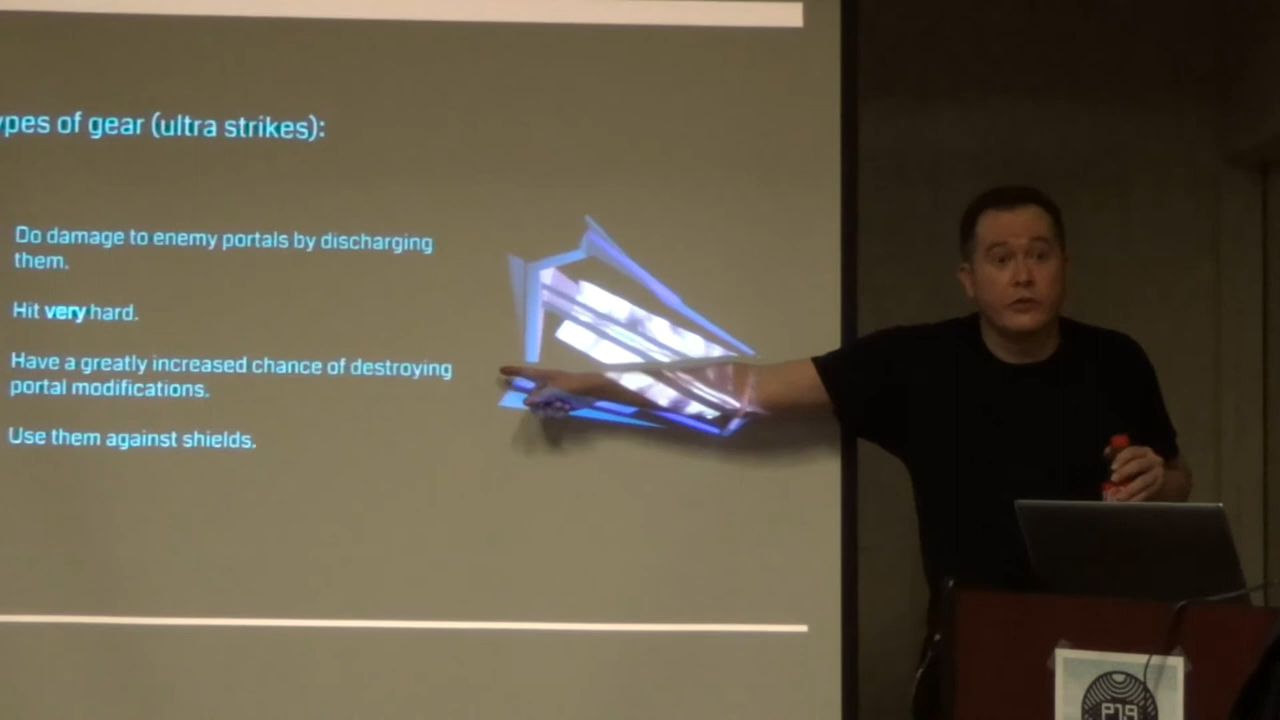 ypes of gear (ultra strikes):
Do damage to enemy portals by discharging
them.
Hit very hard.
Have a greatly increased chance of destroying
portal modifications.
Use them against shields.
P19